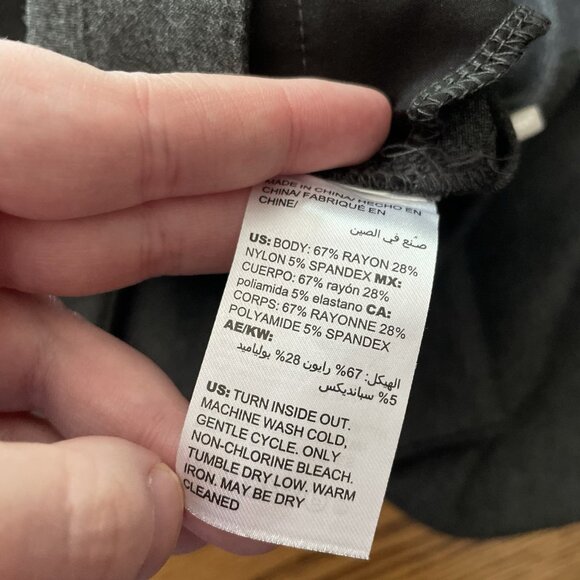 MADE IN CHINA/ HECHO EN
CHINA/ FABRIQUÉ EN
CHINE/
صنع في الصين
US: BODY: 67% RAYON 28%
NYLON 5% SPANDEX MX:
CUERPO: 67% rayón 28%
poliamida 5% elastano CA:
CORPS: 67% RAYONNE 28%
POLYAMIDE 5% SPANDEX
AE/KW:
الهيكل: 67% رايون 28% بولياميد
5% سبانديكس
US: TURN INSIDE OUT.
MACHINE WASH COLD,
GENTLE CYCLE. ONLY
NON-CHLORINE BLEACH.
TUMBLE DRY LOW. WARM
IRON. MAY BE DRY
CLEANED